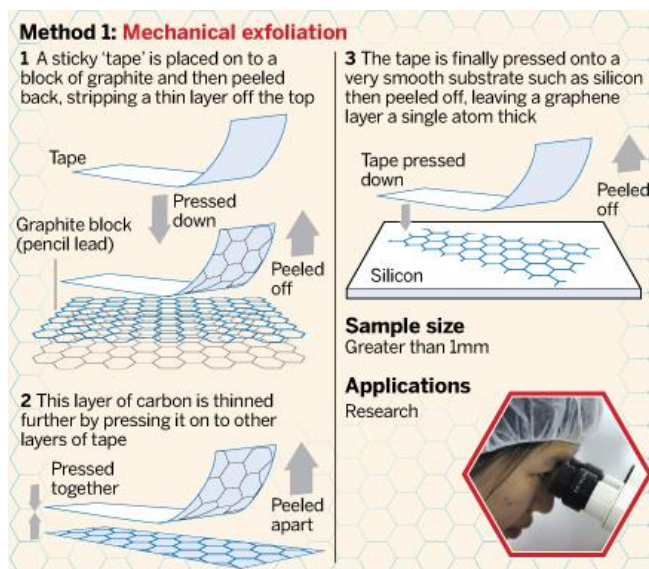 Method 1: Mechanical exfoliation
1 A sticky ‘tape’ is placed on to a
block of graphite and then peeled
back, stripping a thin layer off the top
Tape
Pressed
down
Graphite block
(pencil lead)
Peeled
off
2 This layer of carbon is thinned
further by pressing it on to other
layers of tape
Pressed
together
Peeled
apart
3 The tape is finally pressed onto a
very smooth substrate such as silicon
then peeled off, leaving a graphene
layer a single atom thick
Tape pressed
down
Peeled
off
Silicon
Sample size
Greater than 1mm
Applications
Research